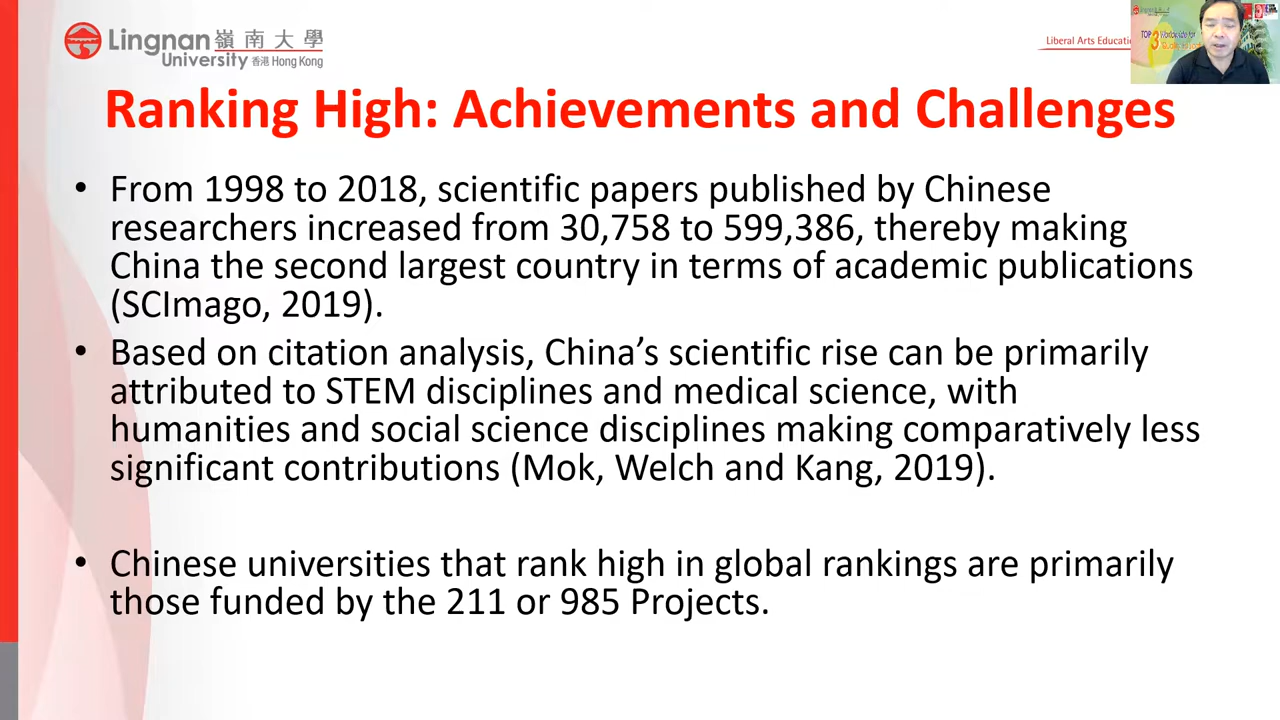 Lingnan 嶺南大學
University 香港 Hong Kong
Liberal Arts Educatio
TOP 3 Worldwide for
Ranking High: Achievements and Challenges
• From 1998 to 2018, scientific papers published by Chinese
researchers increased from 30,758 to 599,386, thereby making
China the second largest country in terms of academic publications
(SCImago, 2019).
• Based on citation analysis, China’s scientific rise can be primarily
attributed to STEM disciplines and medical science, with
humanities and social science disciplines making comparatively less
significant contributions (Mok, Welch and Kang, 2019).
• Chinese universities that rank high in global rankings are primarily
those funded by the 211 or 985 Projects.